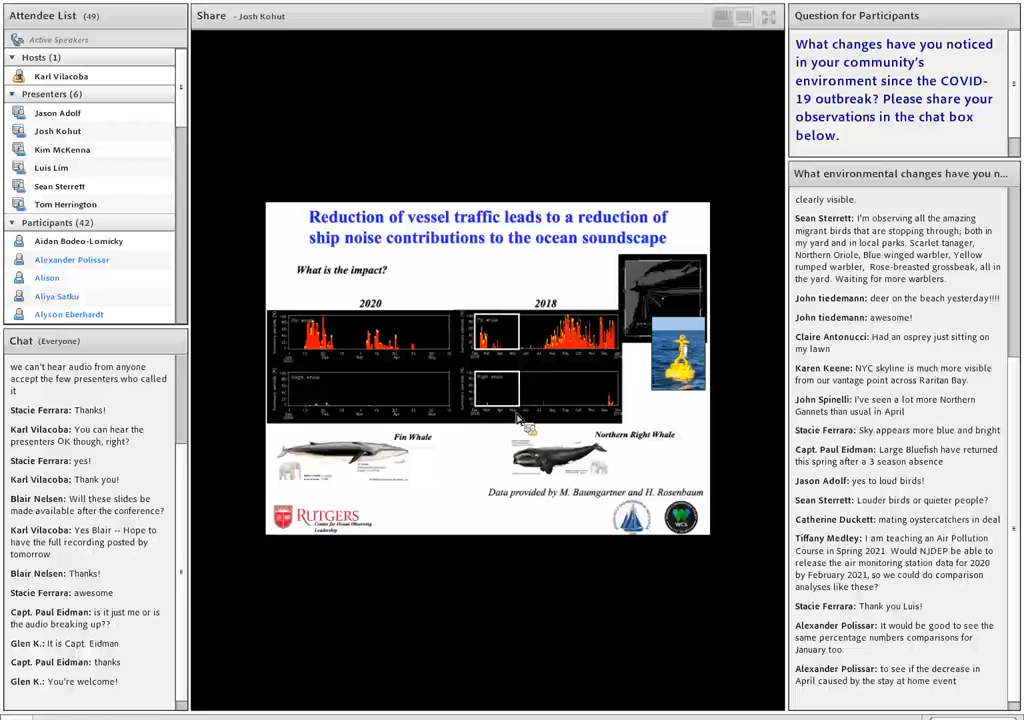 Attendee List (49)
Active Speakers
Hosts (1)
Karl Vilacoba
Presenters (6)
Jason Adolf
Josh Kohut
Kim McKenna
Luis Lim
Sean Sterrett
Tom Herrington
Participants (42)
Aidan Bodeo-Lomicky
Alexander Polissar
Alison
Aliya Satku
Alyson Eberhardt
Chat (Everyone)
we can't hear audio from anyone
accept the few presenters who called
it
Stacie Ferrara: Thanks!
Karl Vilacoba: You can hear the
presenters OK though, right?
Stacie Ferrara: yes!
Karl Vilacoba: Thank you!
Blair Nelsen: Will these slides be
made available after the conference?
Karl Vilacoba: Yes Blair -- Hope to
have the full recording posted by
tomorrow
Blair Nelsen: Thanks!
Stacie Ferrara: awesome
Capt. Paul Eidman: is it just me or is
the audio breaking up??
Glen K.: It is Capt. Eidman
Capt. Paul Eidman: thanks
Glen K.: You're welcome!
Share - Josh Kohut
Reduction of vessel traffic leads to a reduction of
ship noise contributions to the ocean soundscape
What is the impact?
2020
2018
Fin Whale
Northern Right Whale
Data provided by M. Baumgartner and H. Rosenbaum
RUTGERS
Center for Ocean Observing
Leadership
WCS
Question for Participants
What changes have you noticed
in your community's
environment since the COVID-
19 outbreak? Please share your
observations in the chat box
below.
What environmental changes have you n...
clearly visible.
Sean Sterrett: I'm observing all the amazing
migrant birds that are stopping through; both in
my yard and in local parks. Scarlet tanager,
Northern Oriole, Blue winged warbler, Yellow
rumped warbler, Rose-breasted grossbeak, all in
the yard. Waiting for more warblers.
John tiedemann: deer on the beach yesterday!!!!
John tiedemann: awesome!
Claire Antonucci: Had an osprey just sitting on
my lawn
Karen Keene: NYC skyline is much more visible
from our vantage point across Raritan Bay.
John Spinelli: I've seen a lot more Northern
Gannets than usual in April
Stacie Ferrara: Sky appears more blue and bright
Capt. Paul Eidman: Large Bluefish have returned
this spring after a 3 season absence
Jason Adolf: yes to loud birds!
Sean Sterrett: Louder birds or quieter people?
Catherine Duckett: mating oystercatchers in deal
Tiffany Medley: I am teaching an Air Pollution
Course in Spring 2021. Would NJDEP be able to
release the air monitoring station data for 2020
by February 2021, so we could do comparison
analyses like these?
Stacie Ferrara: Thank you Luis!
Alexander Polissar: It would be good to see the
same percentage numbers comparisons for
January too.
Alexander Polissar: to see if the decrease in
April caused by the stay at home event